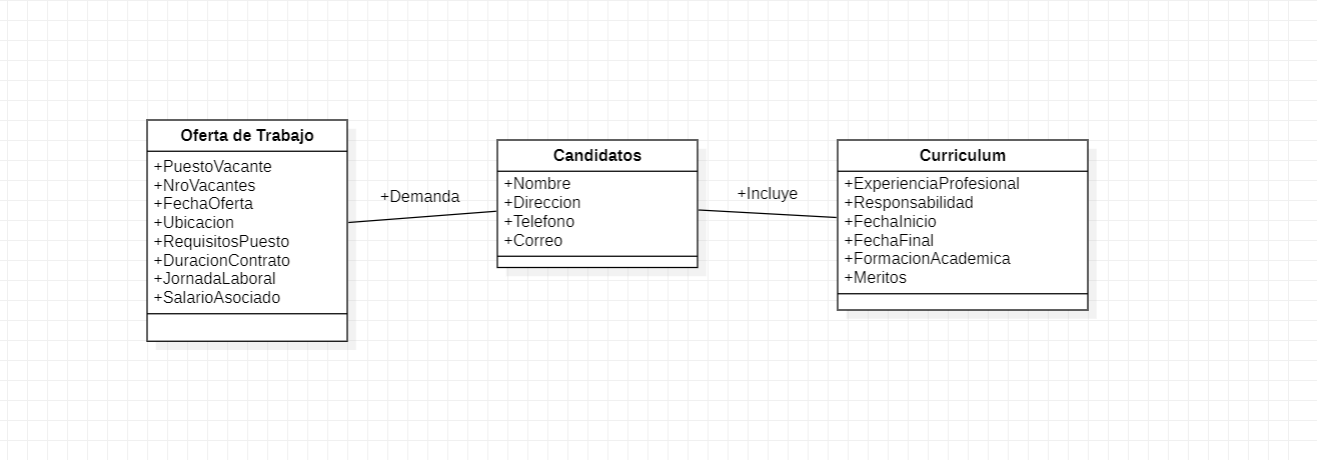 Oferta de Trabajo
+PuestoVacante
+NroVacantes
+FechaOferta
+Ubicacion
+RequisitosPuesto
+DuracionContrato
+JornadaLaboral
+SalarioAsociado
+Demanda
Candidatos
+Nombre
+Direccion
+Telefono
+Correo
+Incluye
Curriculum
+ExperienciaProfesional
+Responsabilidad
+FechaInicio
+FechaFinal
+FormacionAcademica
+Meritos